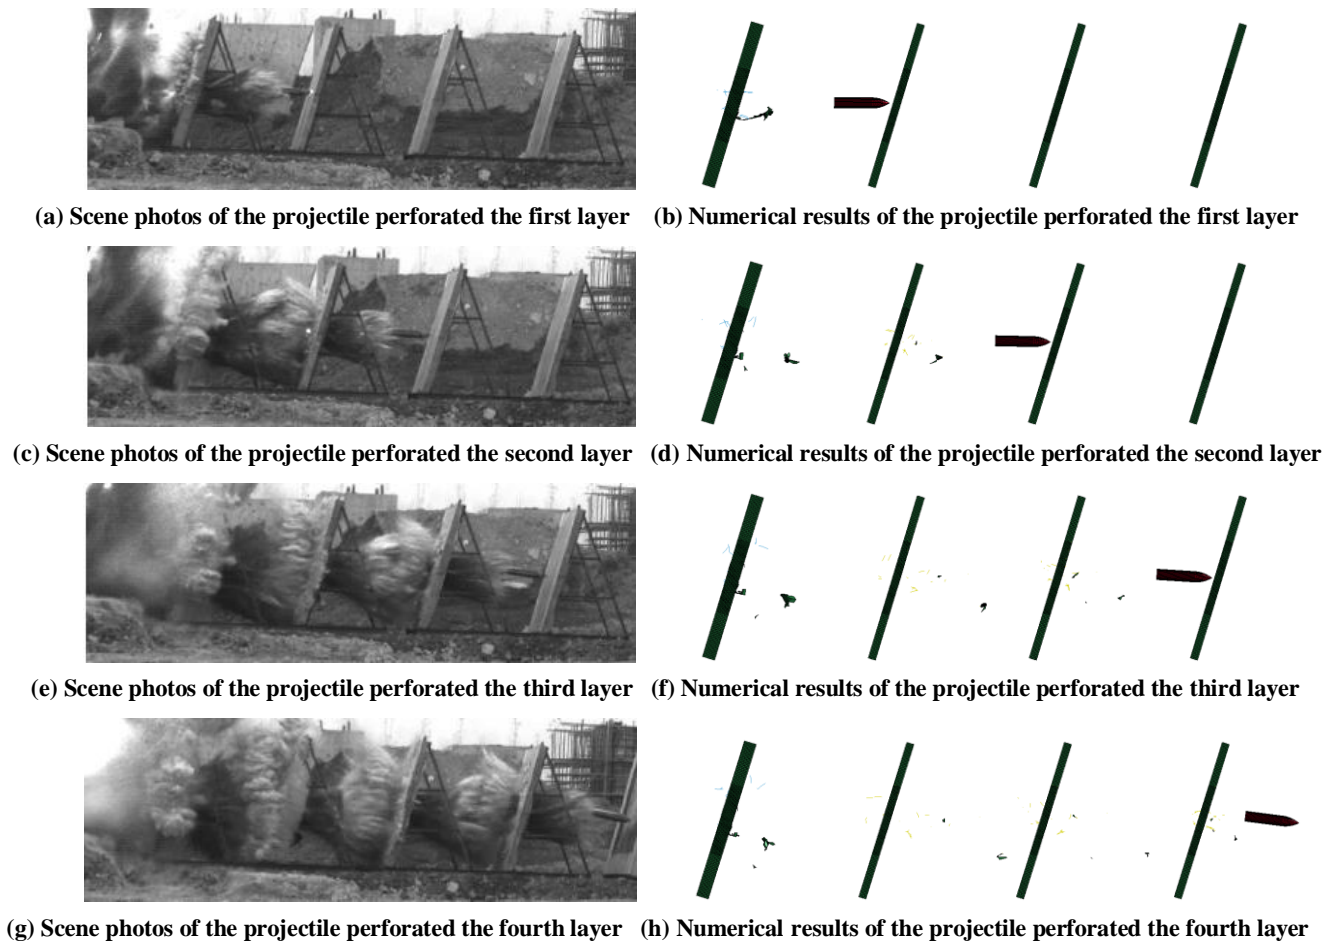 (a) Scene photos of the projectile perforated the first layer (b) Numerical results of the projectile perforated the first layer
(c) Scene photos of the projectile perforated the second layer (d) Numerical results of the projectile perforated the second layer
(e) Scene photos of the projectile perforated the third layer (f) Numerical results of the projectile perforated the third layer
(g) Scene photos of the projectile perforated the fourth layer (h) Numerical results of the projectile perforated the fourth layer